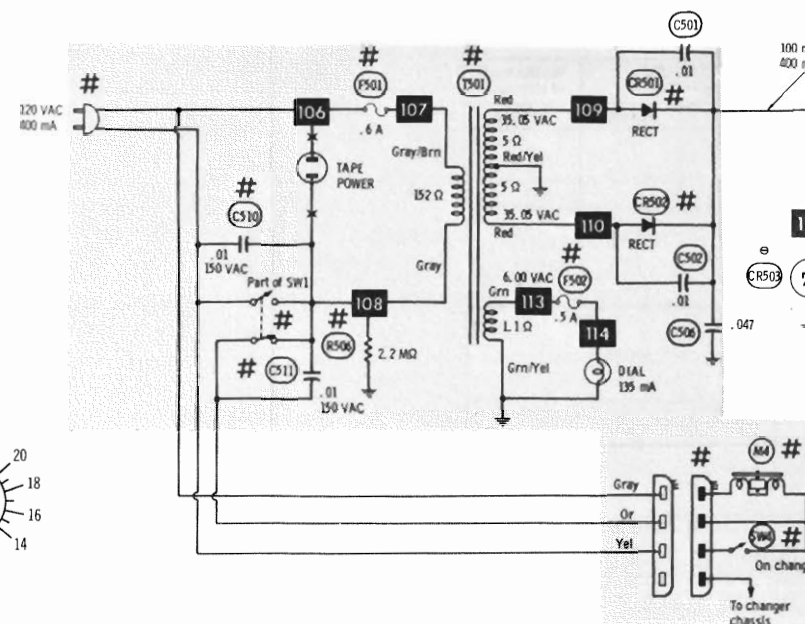 C501
.01
100
400
#
#
#
#
F501
T501
120 VAC
400 mA
106
107
.6 A
Red
35.05 VAC
5 Ω
Red/Yel
5 Ω
35.05 VAC
Red
109
CR501
#
RECT
TAPE
POWER
Gray/Brn
152 Ω
#
C510
.01
150 VAC
Gray
110
CR502
#
RECT
C502
.01
CR503
Part of SW1
108
#
#
R506
2.2 MΩ
#
C511
.01
150 VAC
6.00 VAC
Grn
113
#
F502
.5 A
1.1 Ω
114
Grn/Yel
DIAL
135 mA
C506
.047
20
18
16
14
Gray
Or
Yel
#
M4
#
SW4
#
On chang
To changer
chassis